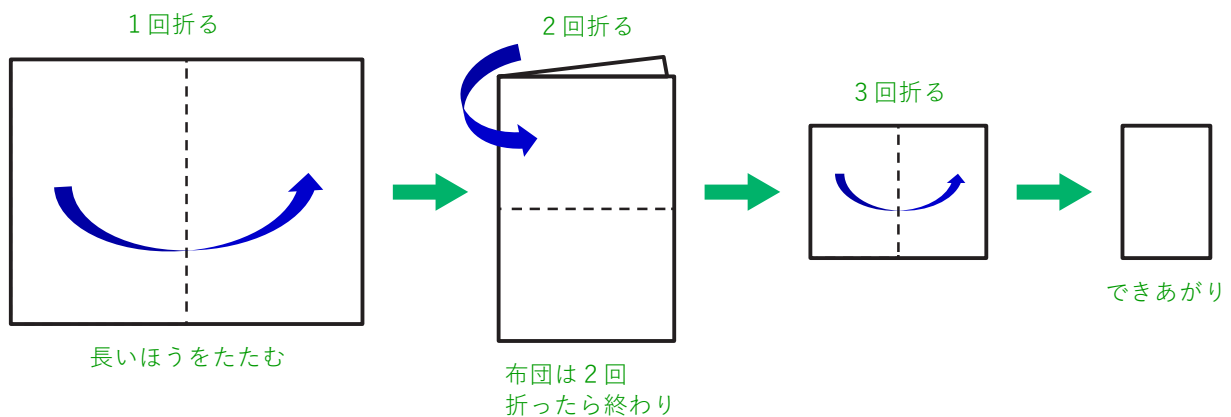 １回折る
２回折る
３回折る
長いほうをたたむ
布団は２回
折ったら終わり
できあがり